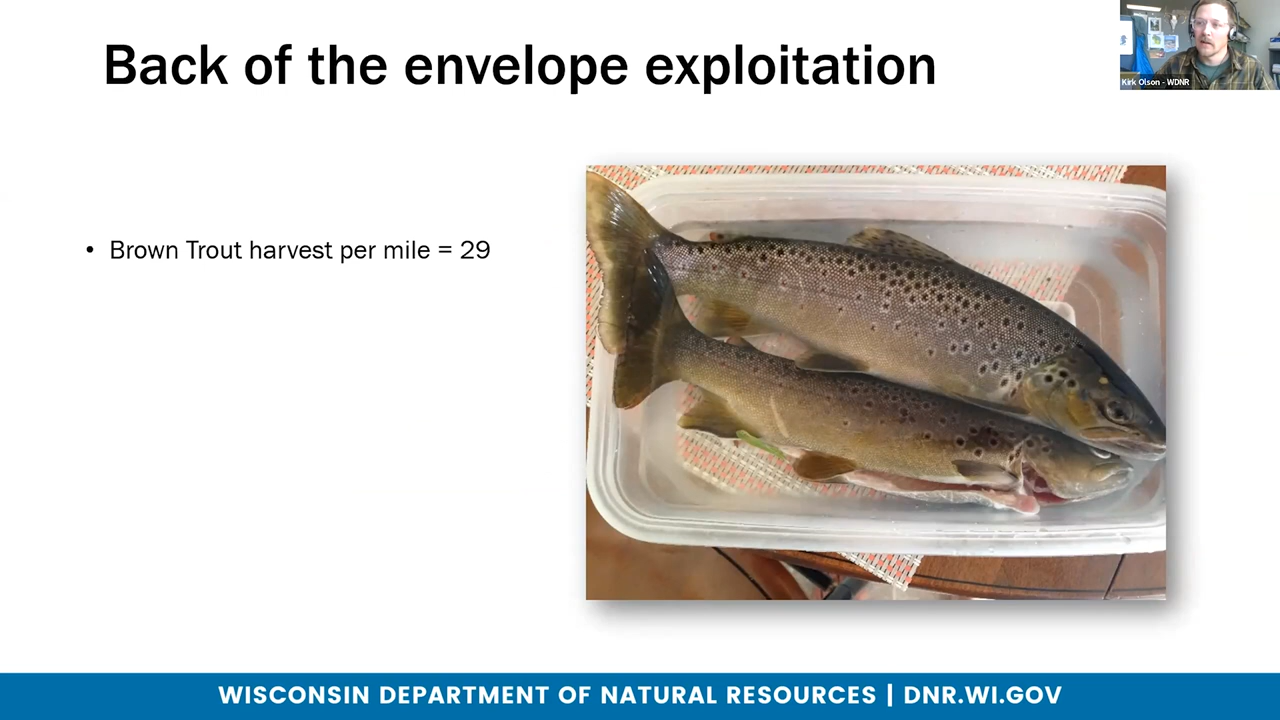 Back of the envelope exploitation
Kirk Olson - WDNR
• Brown Trout harvest per mile = 29
WISCONSIN DEPARTMENT OF NATURAL RESOURCES | DNR.WI.GOV